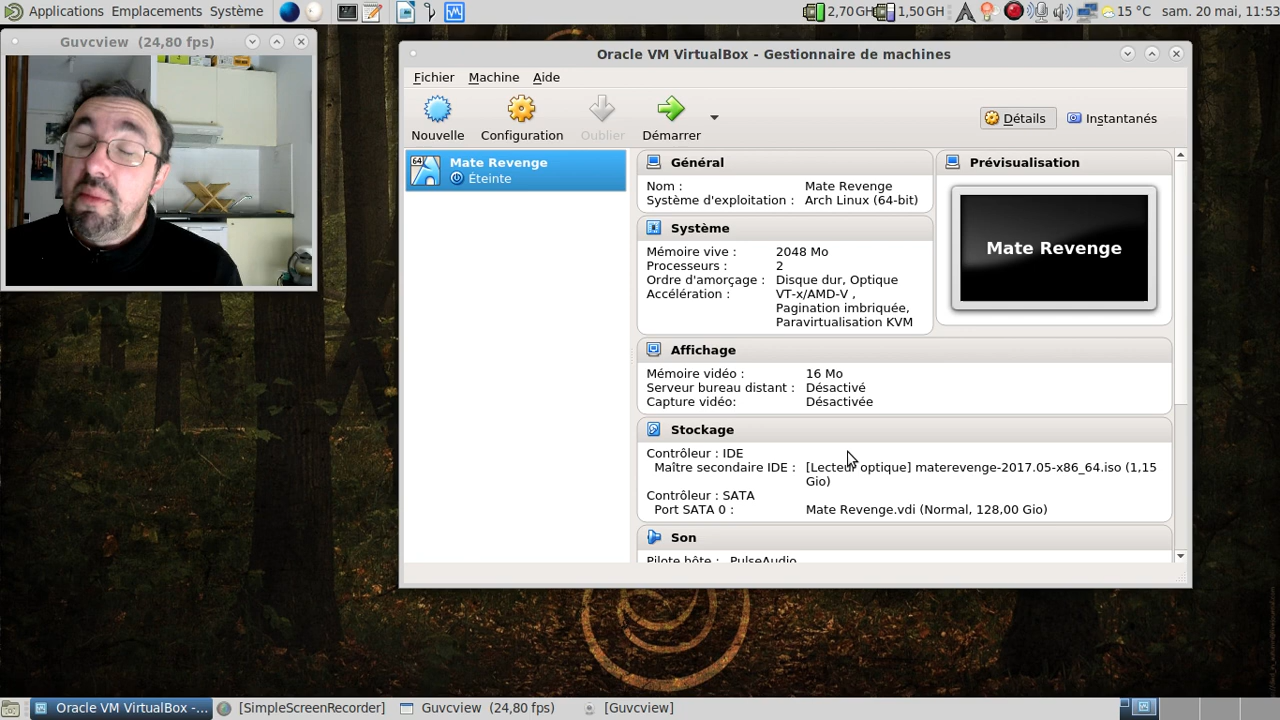 Applications Emplacements Système
2,70 GH 1,50 GH 15 °C sam. 20 mai, 11:53
Guvcview (24,80 fps)
Oracle VM VirtualBox - Gestionnaire de machines
Fichier Machine Aide
Nouvelle Configuration Oublier Démarrer
Détails Instantanés
64
Mate Revenge
Éteinte
Général
Nom : Mate Revenge
Système d'exploitation : Arch Linux (64-bit)
Prévisualisation
Mate Revenge
Système
Mémoire vive : 2048 Mo
Processeurs : 2
Ordre d'amorçage : Disque dur, Optique
Accélération : VT-x/AMD-V ,
Pagination imbriquée,
Paravirtualisation KVM
Affichage
Mémoire vidéo : 16 Mo
Serveur bureau distant : Désactivé
Capture vidéo: Désactivée
Stockage
Contrôleur : IDE
Maître secondaire IDE : [Lecteur optique] materevenge-2017.05-x86_64.iso (1,15
Gio)
Contrôleur : SATA
Port SATA 0 : Mate Revenge.vdi (Normal, 128,00 Gio)
Son
Pilote hôte : PulseAudio
Oracle VM VirtualBox -... [SimpleScreenRecorder] Guvcview (24,80 fps) [Guvcview]